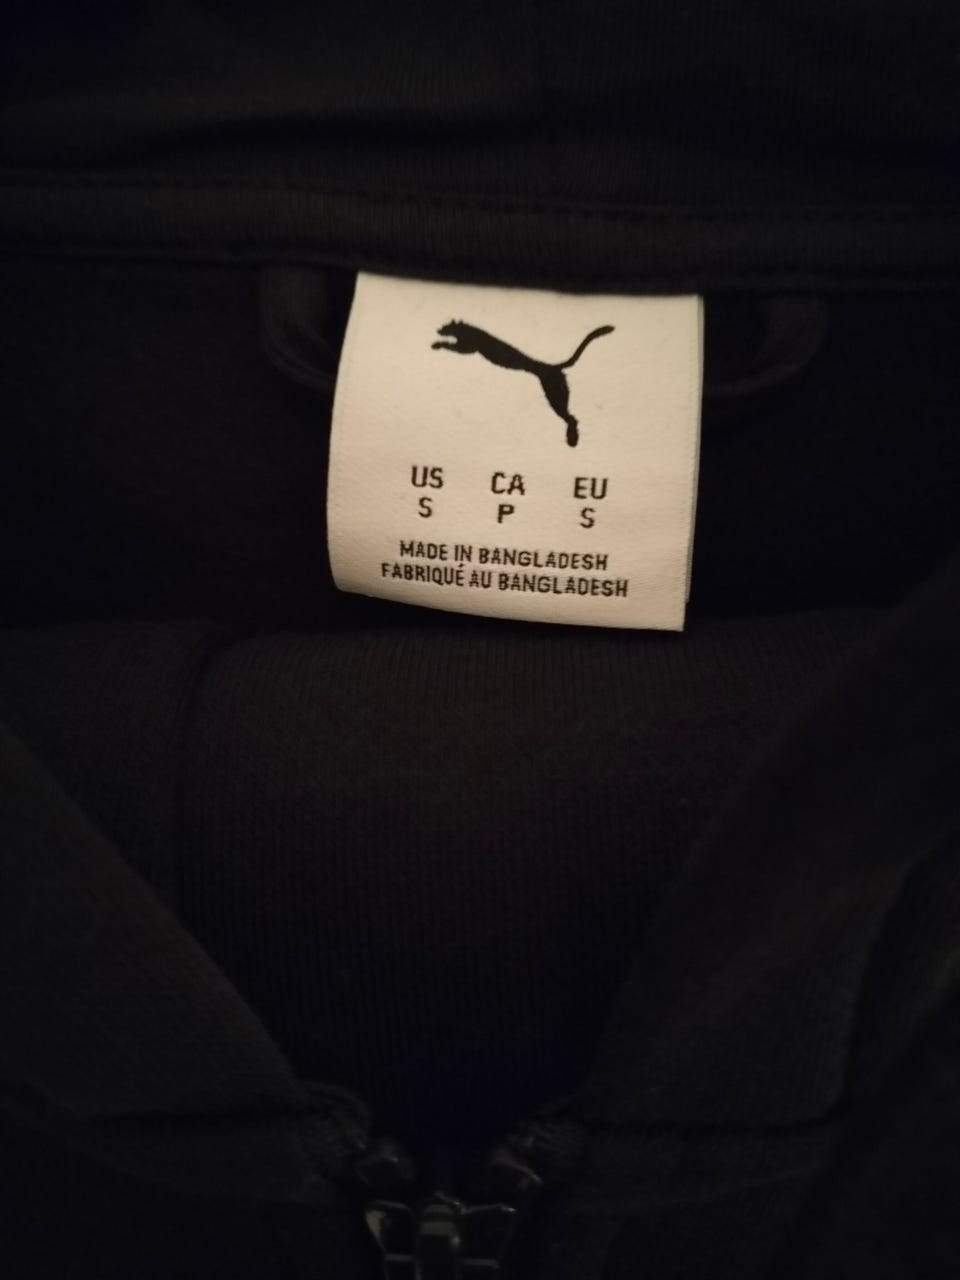 US CA EU
S P S
MADE IN BANGLADESH
FABRIQUÉ AU BANGLADESH